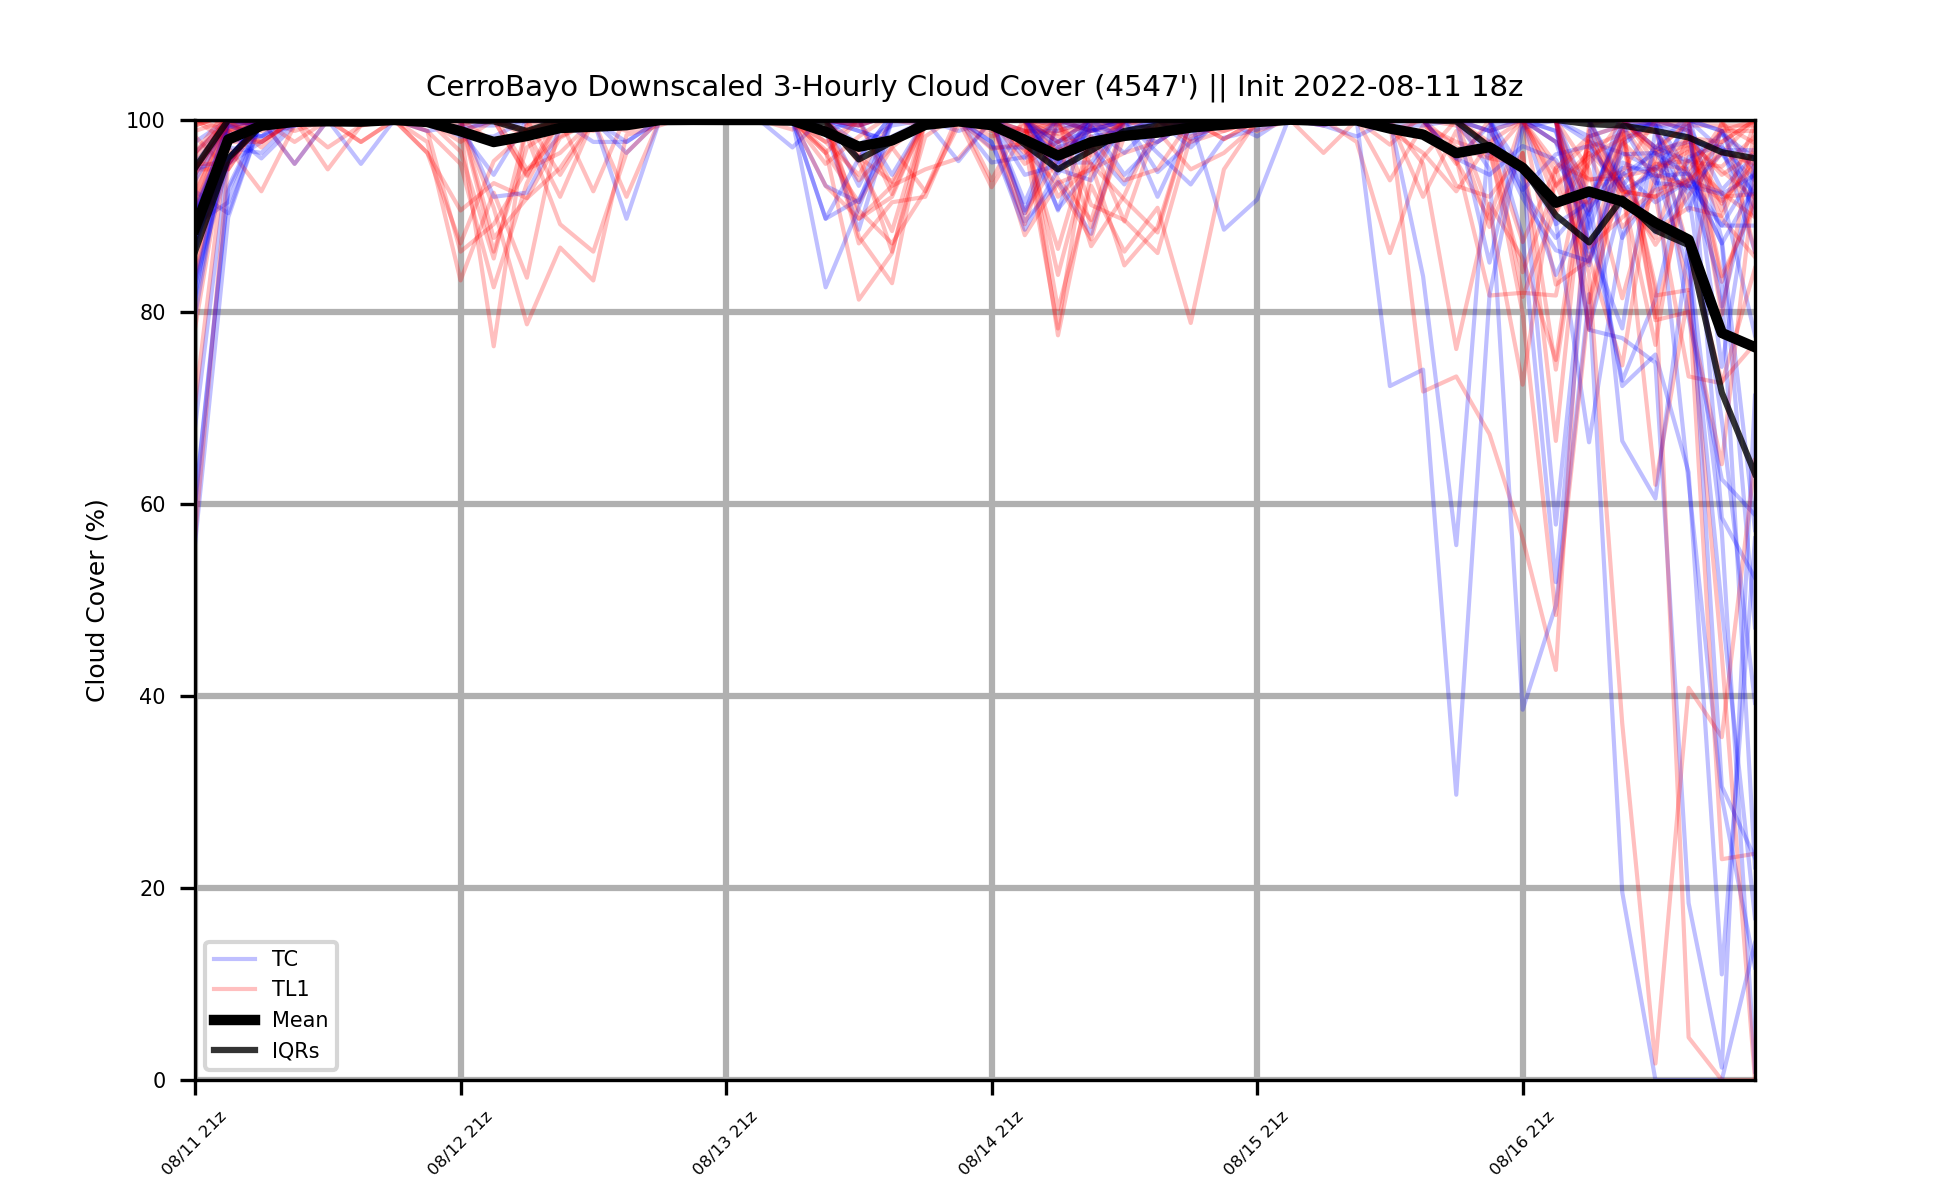 CerroBayo Downscaled 3-Hourly Cloud Cover (4547') || Init 2022-08-11 18z
Cloud Cover (%)
100
80
60
40
20
0
TC
TL1
Mean
IQRs
08/11 21z
08/12 21z
08/13 21z
08/14 21z
08/15 21z
08/16 21z